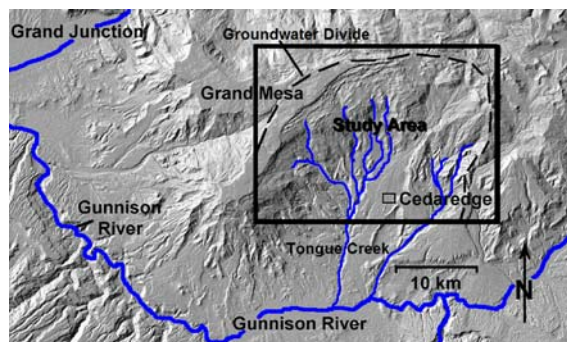 Grand Junction
Groundwater Divide
Grand Mesa
Study Area
Cedaredge
Gunnison
River
Tongue Creek
10 km
N
Gunnison River